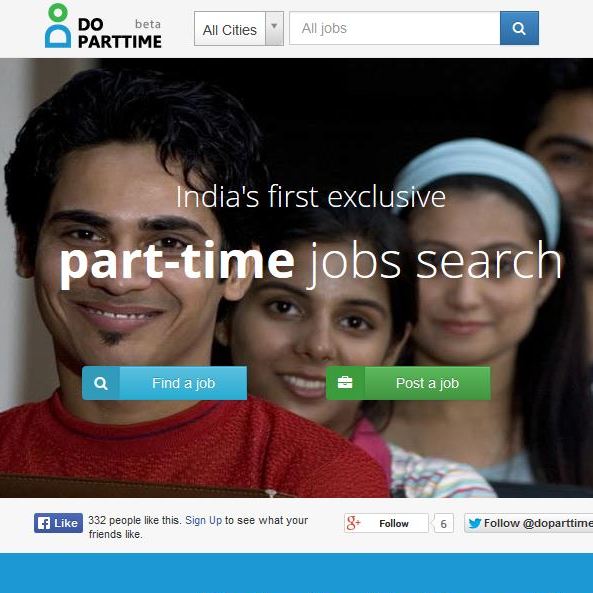 DO beta
PARTTIME
All Cities
All jobs
India's first exclusive
part-time jobs search
Find a job
Post a job
Like
332 people like this. Sign Up to see what your
friends like.
Follow
6
Follow @doparttime